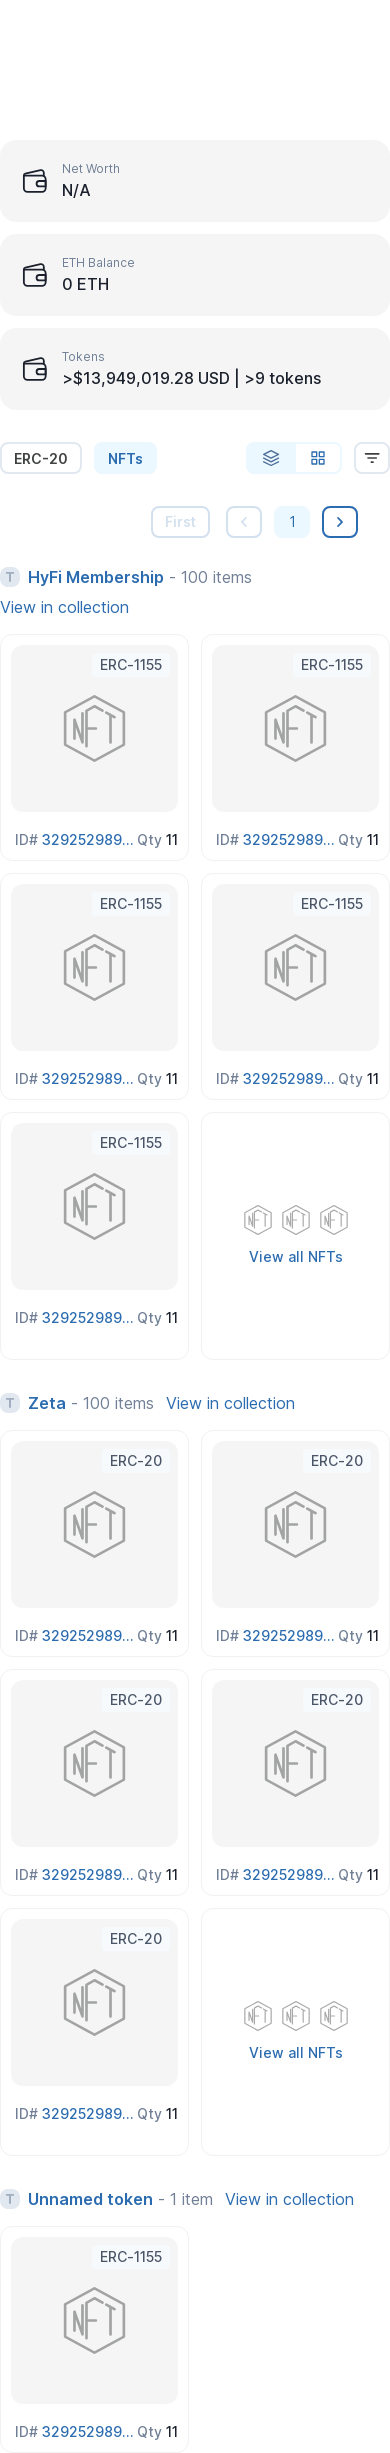 Net Worth
N/A
ETH Balance
0 ETH
Tokens
>$13,949,019.28 USD | >9 tokens
ERC-20 NFTs
First 1
T HyFi Membership - 100 items
View in collection
ERC-1155 ERC-1155
NFT NFT
ID# 329252989... Qty 11 ID# 329252989... Qty 11
ERC-1155 ERC-1155
NFT NFT
ID# 329252989... Qty 11 ID# 329252989... Qty 11
ERC-1155
NFT NFT NFT NFT
View all NFTs
ID# 329252989... Qty 11
T Zeta - 100 items View in collection
ERC-20 ERC-20
NFT NFT
ID# 329252989... Qty 11 ID# 329252989... Qty 11
ERC-20 ERC-20
NFT NFT
ID# 329252989... Qty 11 ID# 329252989... Qty 11
ERC-20
NFT NFT NFT NFT
View all NFTs
ID# 329252989... Qty 11
T Unnamed token - 1 item View in collection
ERC-1155
NFT
ID# 329252989... Qty 11